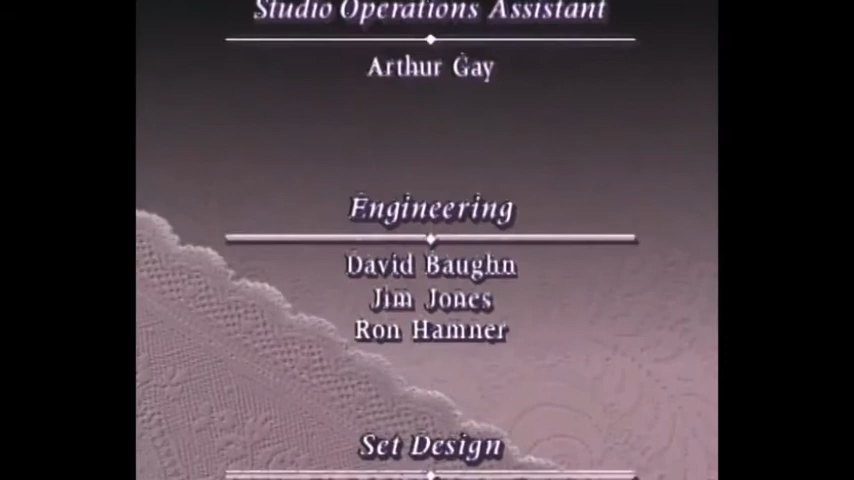 Studio Operations Assistant
Arthur Gay
Engineering
David Baughn
Jim Jones
Ron Hamner
Set Design